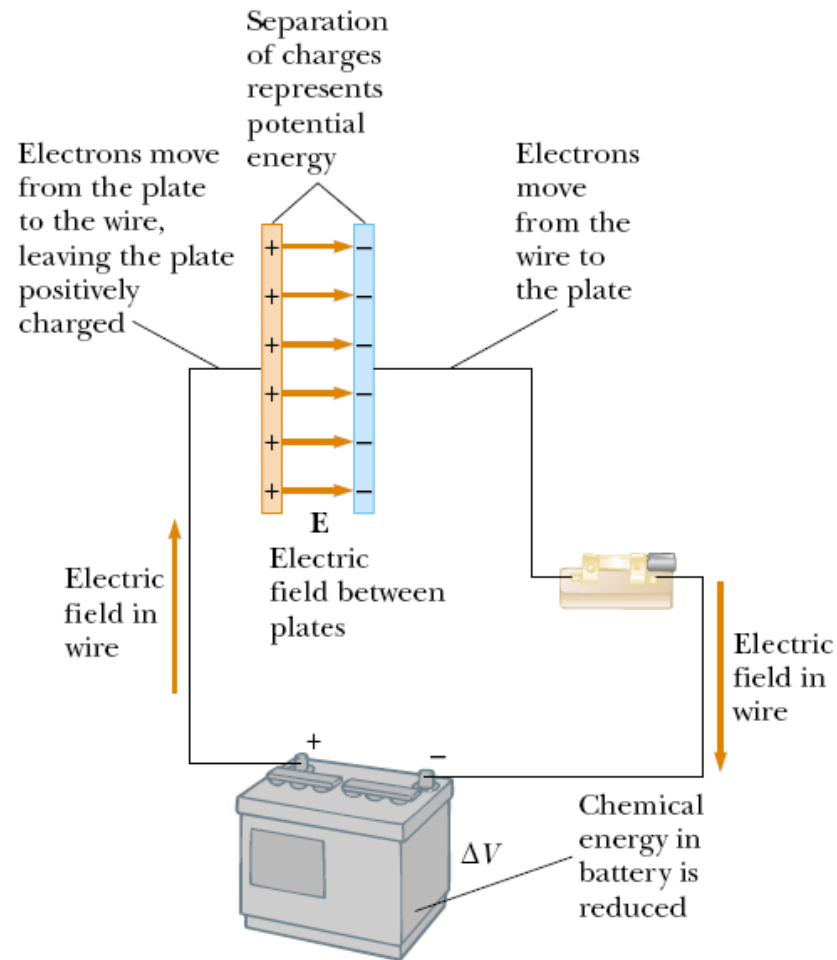 Separation
of charges
represents
potential
energy
Electrons move
from the plate
to the wire,
leaving the plate
positively
charged
Electrons
move
from the
wire to
the plate
+ −
+ −
+ −
+ −
+ −
+ −
E
Electric
field between
plates
Electric
field in
wire
Electric
field in
wire
+ −
ΔV
Chemical
energy in
battery is
reduced